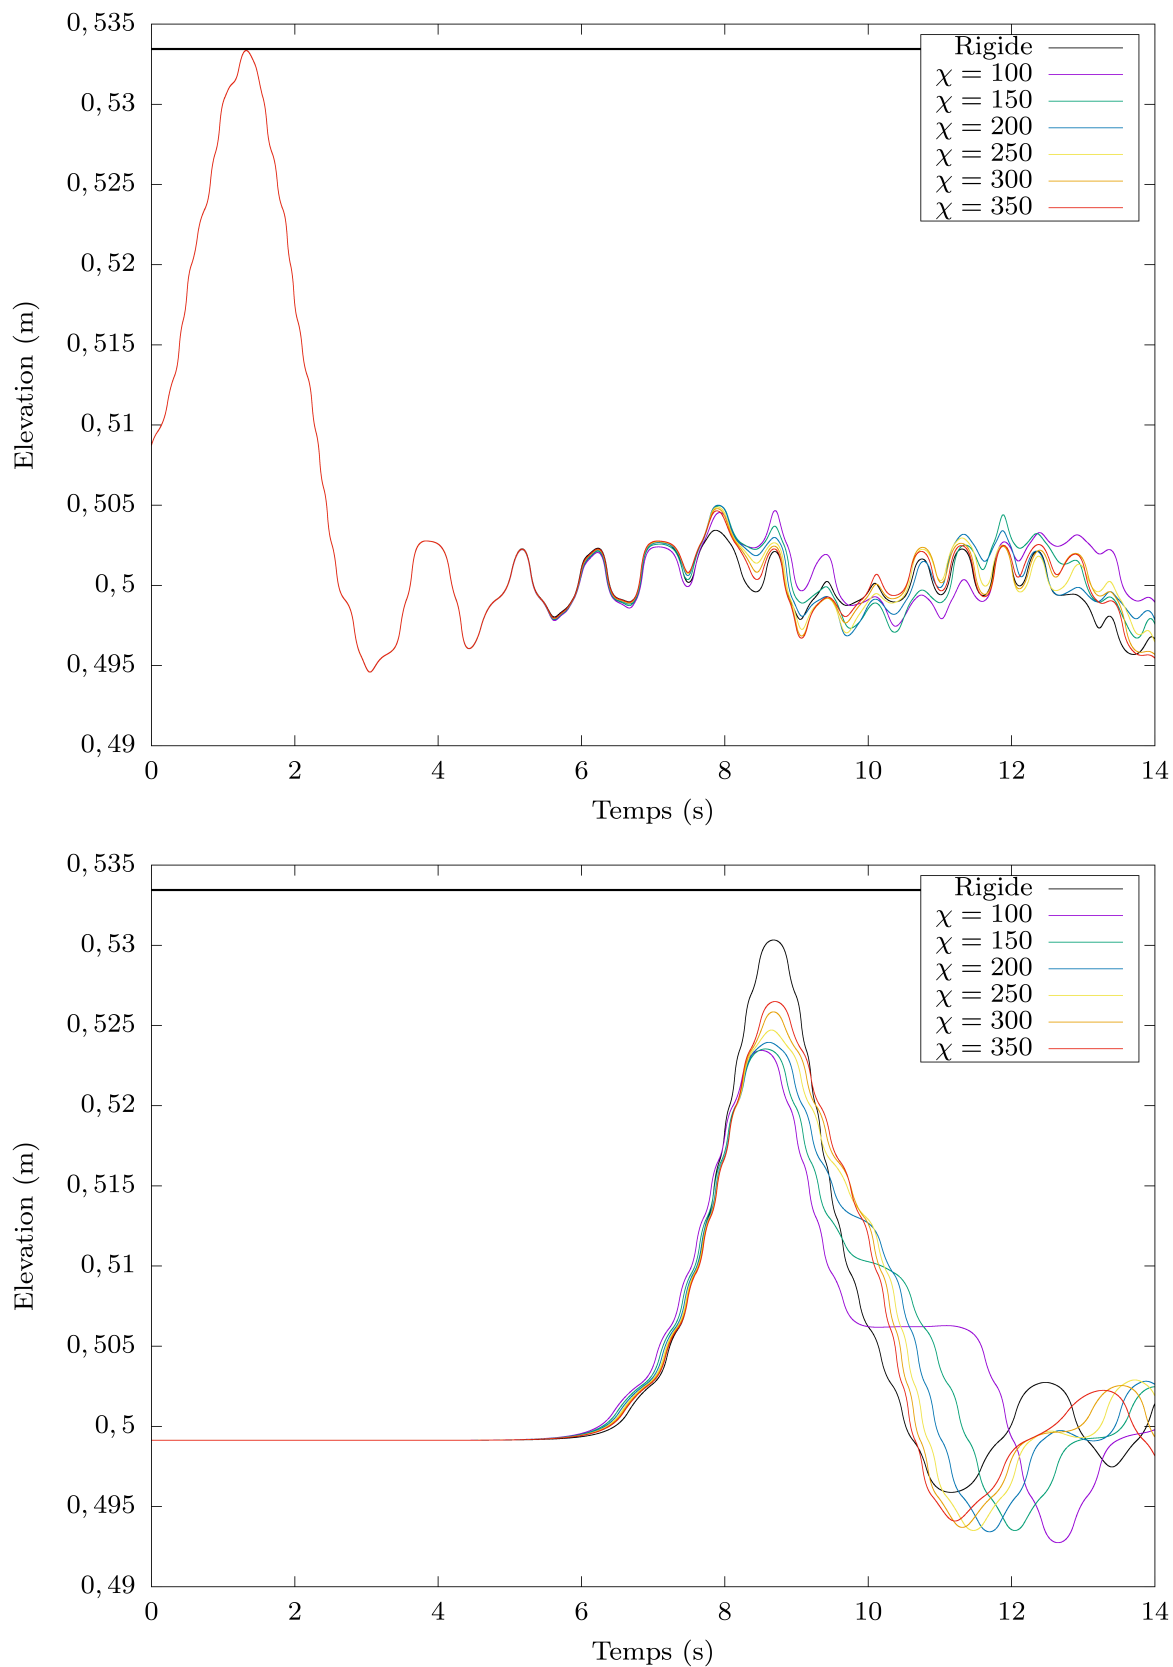 0,535
0,53
0,525
0,52
0,515
0,51
0,505
0,5
0,495
0,49
Elevation (m)
0 2 4 6 8 10 12 14
Temps (s)
Rigide
χ = 100
χ = 150
χ = 200
χ = 250
χ = 300
χ = 350
0,535
0,53
0,525
0,52
0,515
0,51
0,505
0,5
0,495
0,49
Elevation (m)
0 2 4 6 8 10 12 14
Temps (s)
Rigide
χ = 100
χ = 150
χ = 200
χ = 250
χ = 300
χ = 350